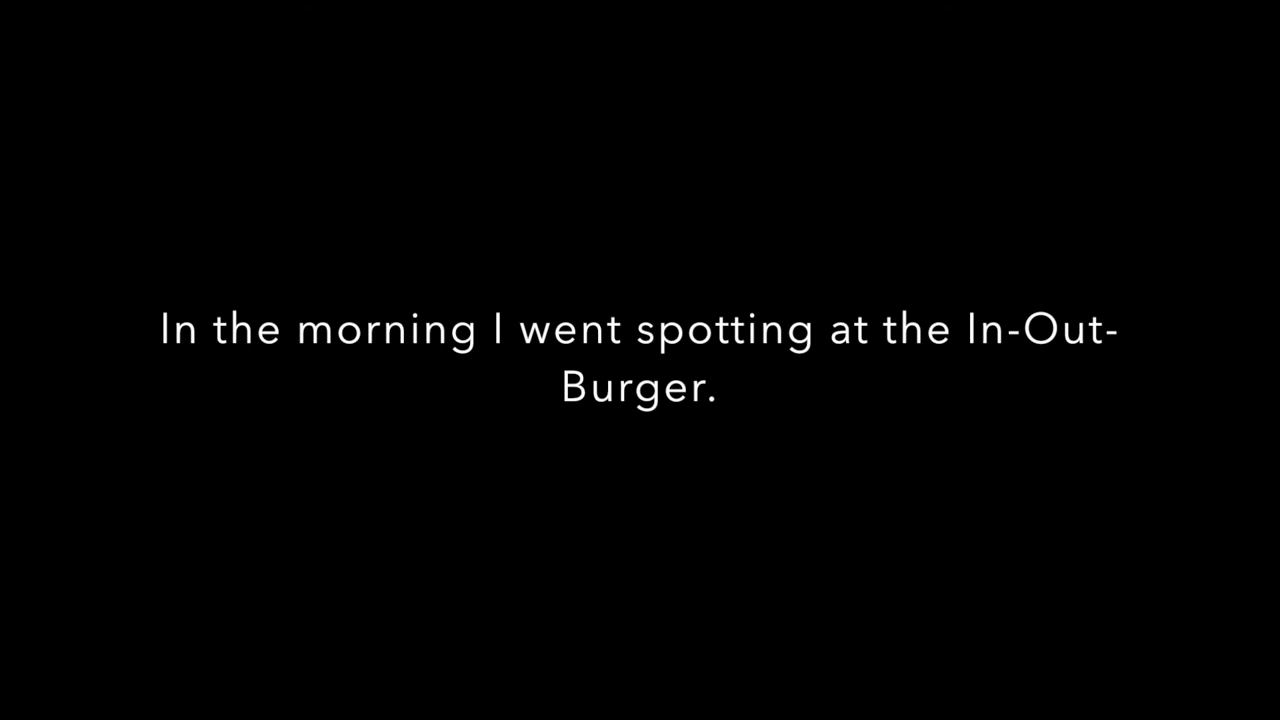 In the morning I went spotting at the In-Out-
Burger.